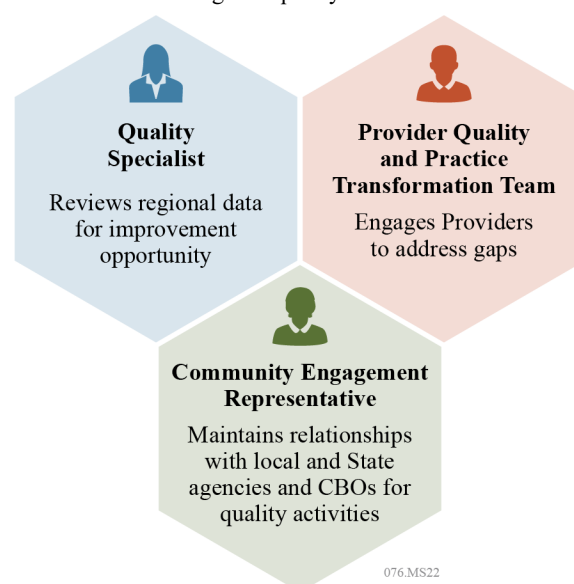 Quality
Specialist
Reviews regional data
for improvement
opportunity
Provider Quality
and Practice
Transformation Team
Engages Providers
to address gaps
Community Engagement
Representative
Maintains relationships
with local and State
agencies and CBOs for
quality activities
076.MS22